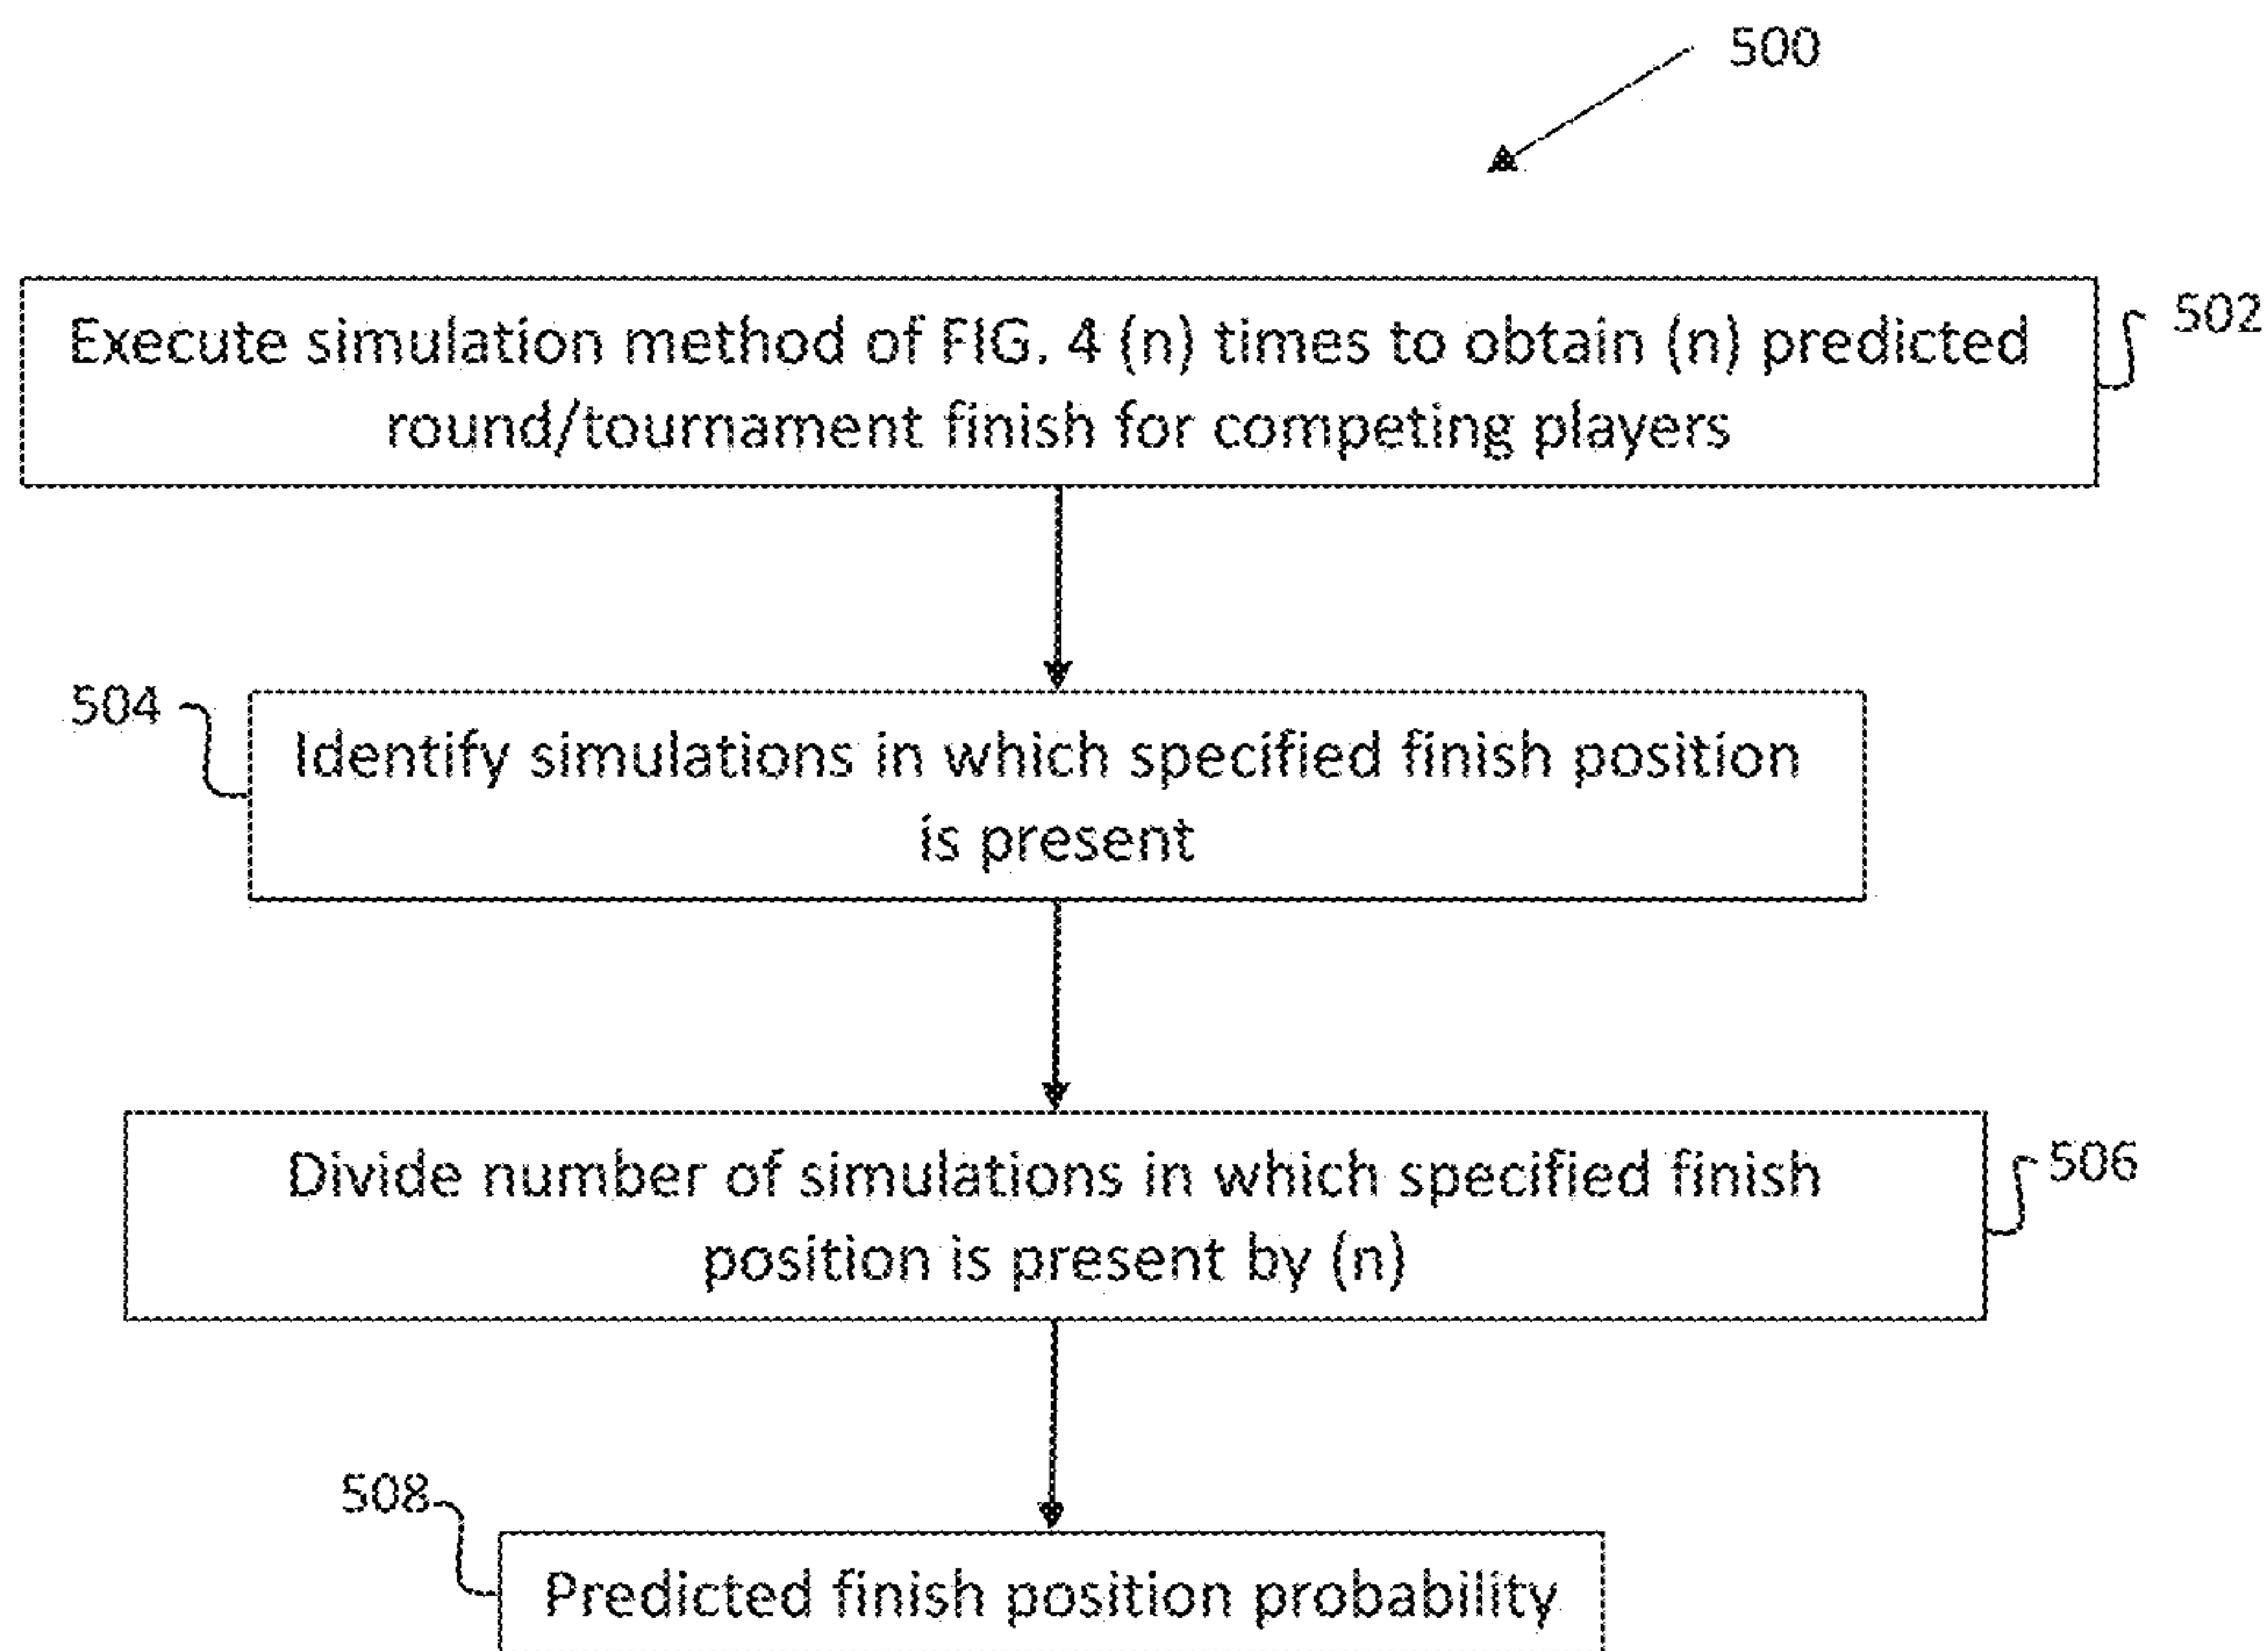 500
Execute simulation method of FIG. 4 (n) times to obtain (n) predicted
round/tournament finish for competing players
502
504
Identify simulations in which specified finish position
is present
Divide number of simulations in which specified finish
position is present by (n)
506
508
Predicted finish position probability